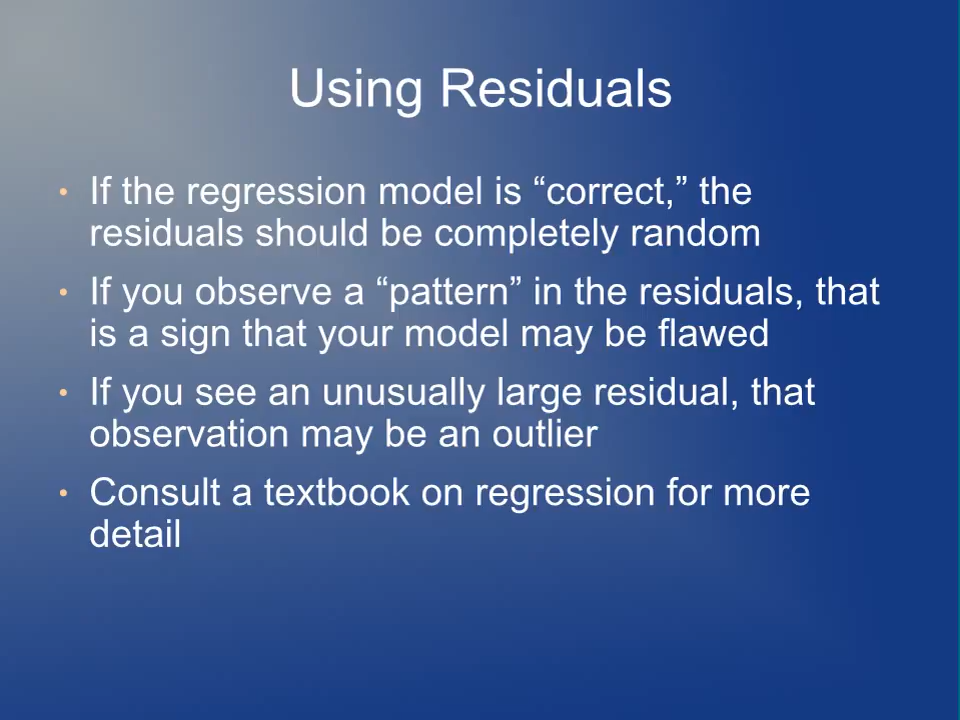 Using Residuals
• If the regression model is “correct,” the
residuals should be completely random
• If you observe a “pattern” in the residuals, that
is a sign that your model may be flawed
• If you see an unusually large residual, that
observation may be an outlier
• Consult a textbook on regression for more
detail